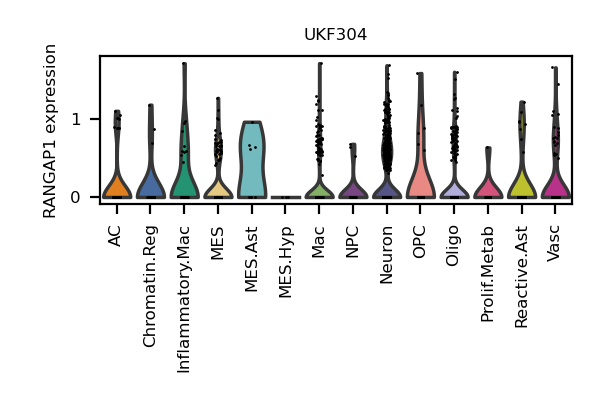 UKF304
RANGAP1 expression
1
0
AC
Chromatin.Reg
Inflammatory.Mac
MES
MES.Ast
MES.Hyp
Mac
NPC
Neuron
OPC
Oligo
Prolif.Metab
Reactive.Ast
Vasc